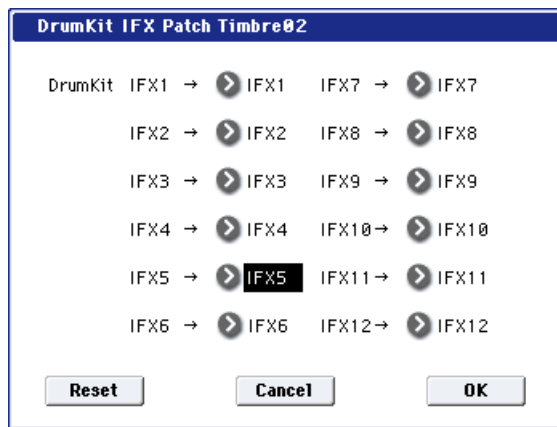 DrumKit IFX Patch Timbre02
DrumKit IFX1 → IFX1 IFX7 → IFX7
IFX2 → IFX2 IFX8 → IFX8
IFX3 → IFX3 IFX9 → IFX9
IFX4 → IFX4 IFX10→ IFX10
IFX5 → IFX5 IFX11→ IFX11
IFX6 → IFX6 IFX12→ IFX12
Reset Cancel OK